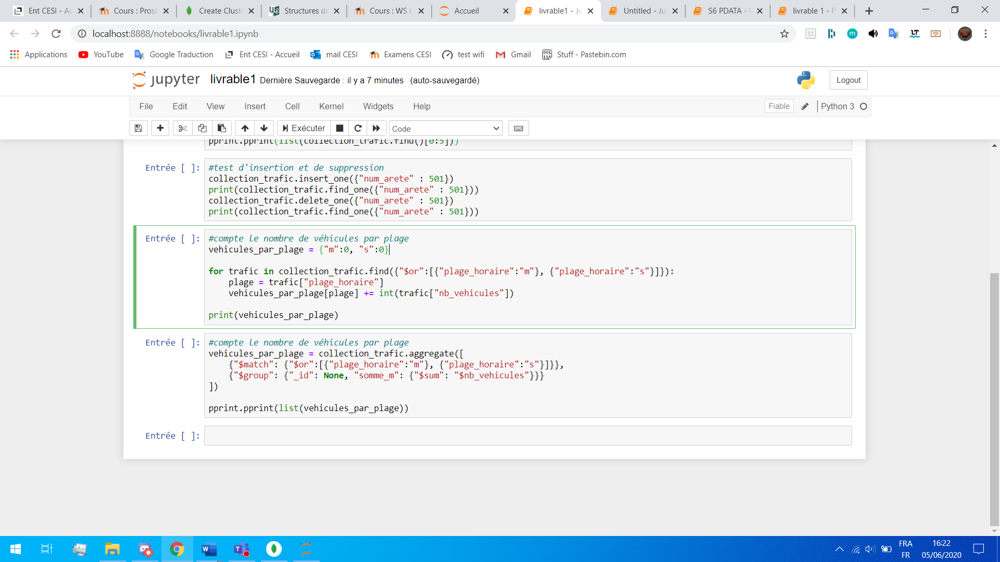 Ent CESI - Ac
Cours : Prosi
Create Cluste
Structures de
Cours : WS C
Accueil
livrable1 - Ju
Untitled - Ju
S6 PDATA -
livrable 1 - P
localhost:8888/notebooks/livrable1.ipynb
Applications
YouTube
Google Traduction
Ent CESI - Accueil
mail CESI
Examens CESI
test wifi
Gmail
Stuff - Pastebin.com
jupyter livrable1 Dernière Sauvegarde : il y a 7 minutes (auto-sauvegardé)
Logout
File Edit View Insert Cell Kernel Widgets Help
Fiable
Python 3
Exécuter
Code
pprint.pprint(list(collection_trafic.find()[0:5]))
Entrée [ ]:
#test d'insertion et de suppression
collection_trafic.insert_one({"num_arete" : 501})
print(collection_trafic.find_one({"num_arete" : 501}))
collection_trafic.delete_one({"num_arete" : 501})
print(collection_trafic.find_one({"num_arete" : 501}))
Entrée [ ]:
#compte le nombre de véhicules par plage
vehicules_par_plage = {"m":0, "s":0}
for trafic in collection_trafic.find({"$or":[{"plage_horaire":"m"}, {"plage_horaire":"s"}]}):
    plage = trafic["plage_horaire"]
    vehicules_par_plage[plage] += int(trafic["nb_vehicules"])
print(vehicules_par_plage)
Entrée [ ]:
#compte le nombre de véhicules par plage
vehicules_par_plage = collection_trafic.aggregate([
    {"$match": {"$or":[{"plage_horaire":"m"}, {"plage_horaire":"s"}]}},
    {"$group": {"_id": None, "somme_m": {"$sum": "$nb_vehicules"}}}
])
pprint.pprint(list(vehicules_par_plage))
Entrée [ ]:
FRA
FR
16:22
05/06/2020